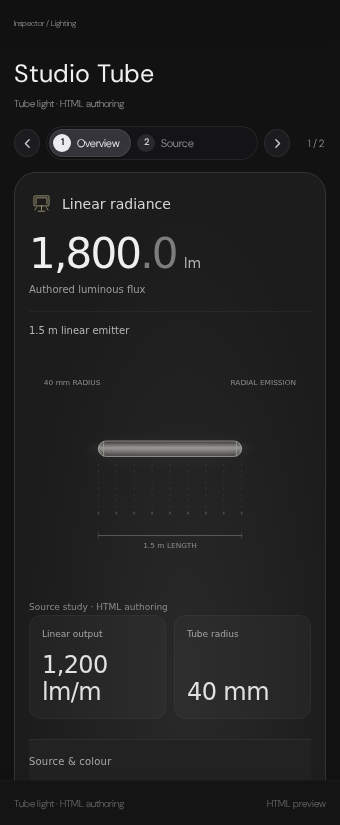 Inspector / Lighting
Studio Tube
Tube light · HTML authoring
1 Overview 2 Source 1 / 2
Linear radiance
1,800.0 lm
Authored luminous flux
1.5 m linear emitter
40 mm RADIUS RADIAL EMISSION
1.5 m LENGTH
Source study · HTML authoring
Linear output Tube radius
1,200
lm/m 40 mm
Source & colour
Tube light · HTML authoring HTML preview